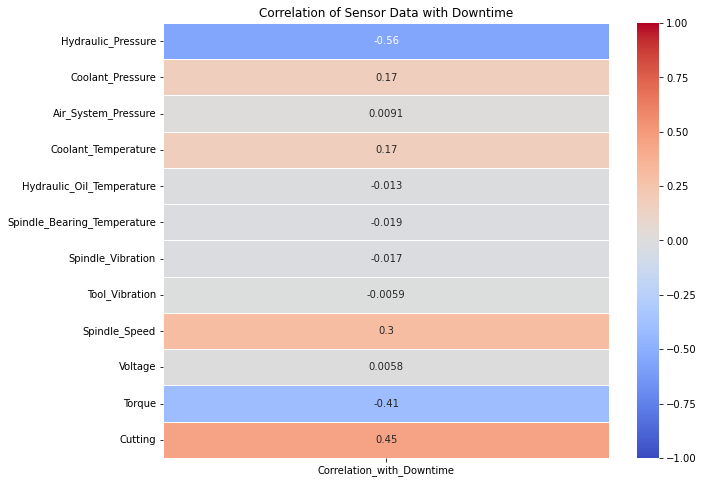 Correlation of Sensor Data with Downtime
Hydraulic_Pressure -0.56
Coolant_Pressure 0.17
Air_System_Pressure 0.0091
Coolant_Temperature 0.17
Hydraulic_Oil_Temperature -0.013
Spindle_Bearing_Temperature -0.019
Spindle_Vibration -0.017
Tool_Vibration -0.0059
Spindle_Speed 0.3
Voltage 0.0058
Torque -0.41
Cutting 0.45
Correlation_with_Downtime
1.00
0.75
0.50
0.25
0.00
−0.25
−0.50
−0.75
−1.00